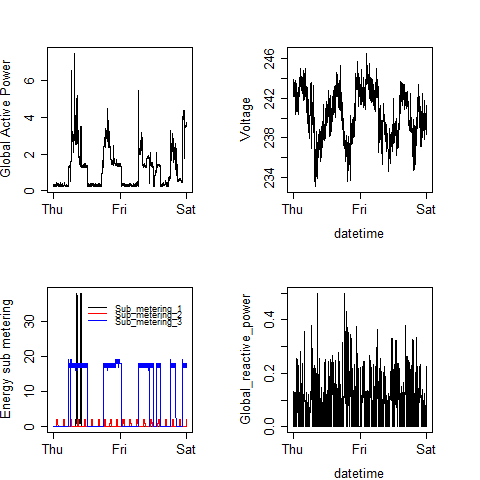 Global Active Power
0 2 4 6
Thu Fri Sat
Voltage
234 238 242 246
Thu Fri Sat
datetime
Energy sub metering
0 10 20 30
Sub_metering_1
Sub_metering_2
Sub_metering_3
Thu Fri Sat
Global_reactive_power
0.0 0.2 0.4
Thu Fri Sat
datetime